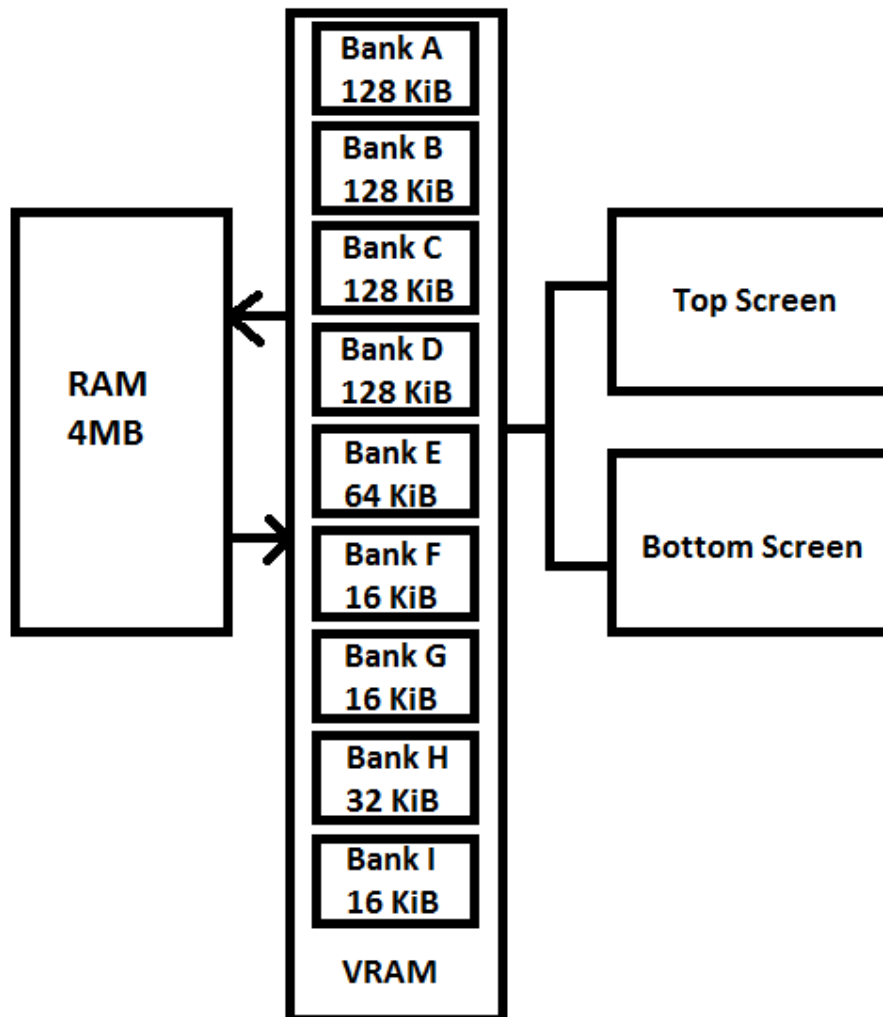 Bank A
128 KiB
Bank B
128 KiB
Bank C
128 KiB
Bank D
128 KiB
Bank E
64 KiB
Bank F
16 KiB
Bank G
16 KiB
Bank H
32 KiB
Bank I
16 KiB
VRAM
RAM
4MB
Top Screen
Bottom Screen